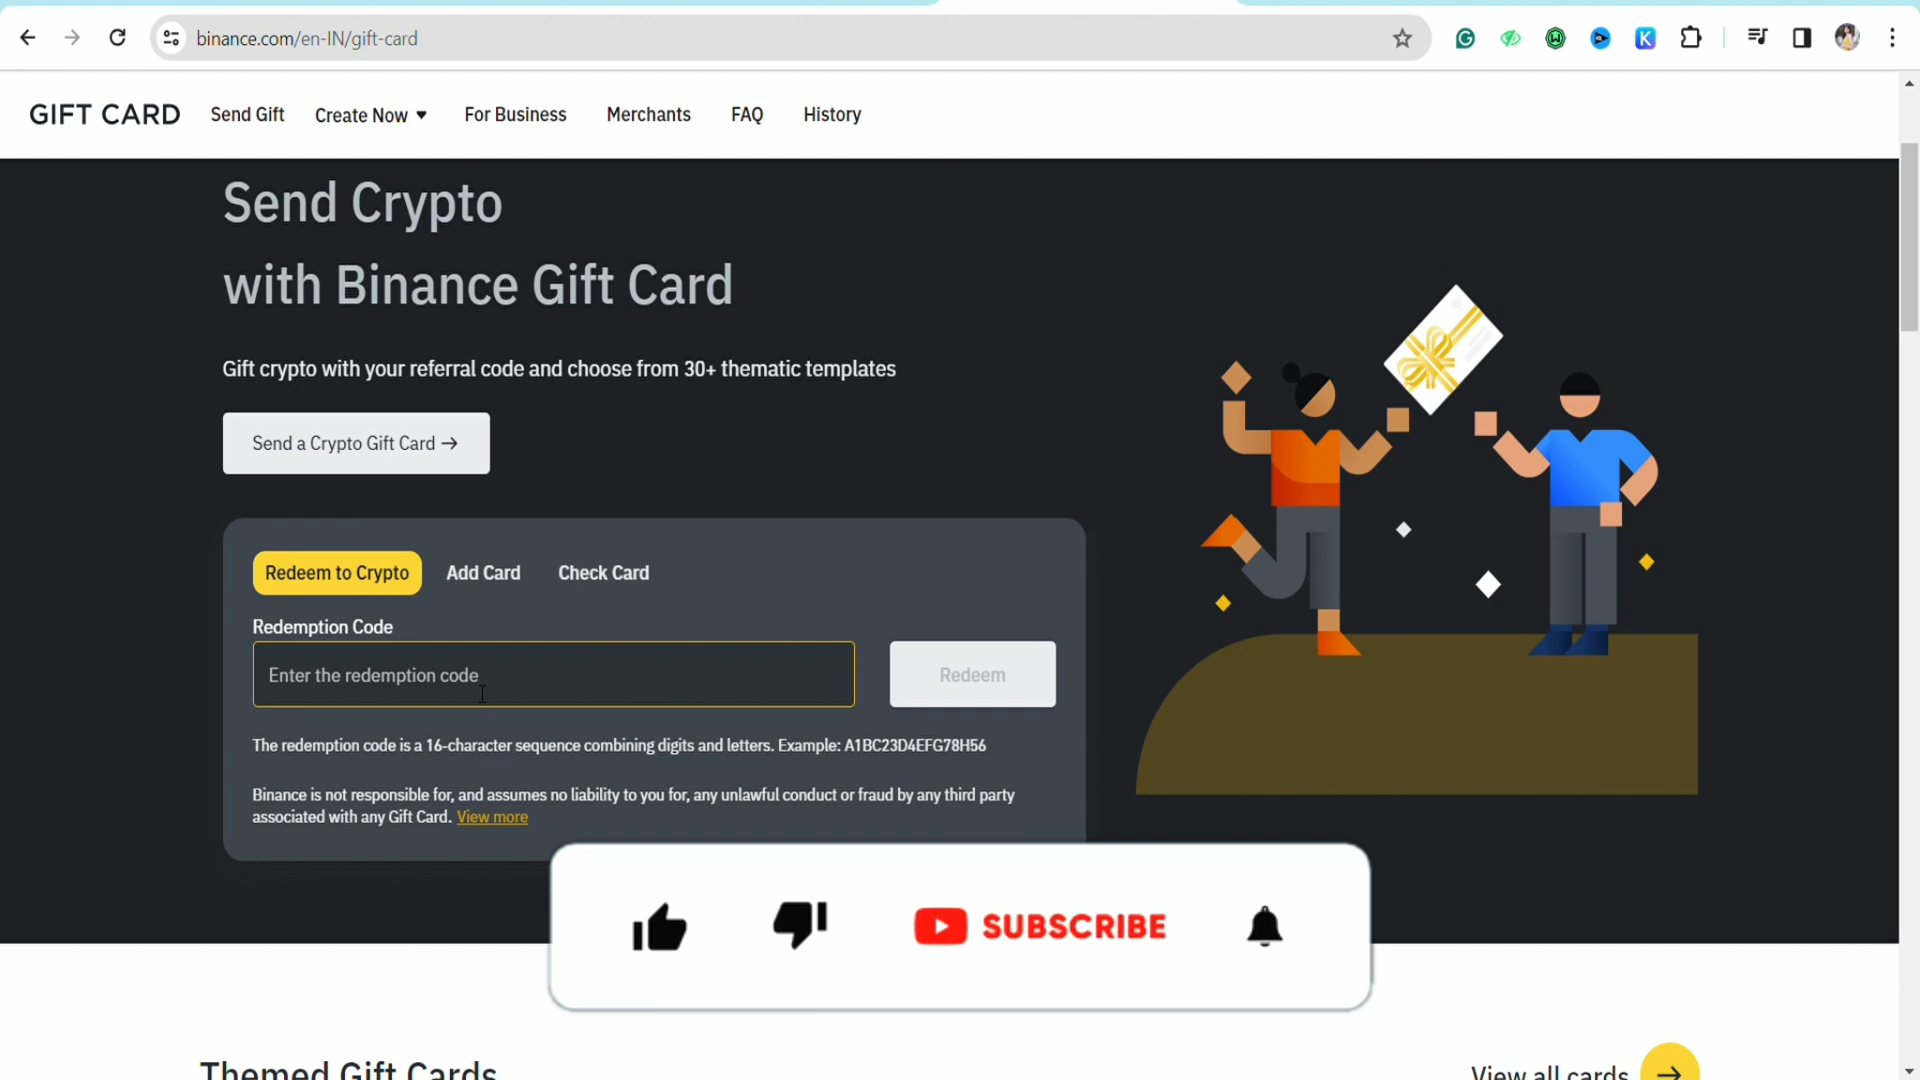 binance.com/en-IN/gift-card
GIFT CARD Send Gift Create Now For Business Merchants FAQ History
Send Crypto
with Binance Gift Card
Gift crypto with your referral code and choose from 30+ thematic templates
Send a Crypto Gift Card →
Redeem to Crypto Add Card Check Card
Redemption Code
Enter the redemption code Redeem
The redemption code is a 16-character sequence combining digits and letters. Example: A1BC23D4EFG78H56
Binance is not responsible for, and assumes no liability to you for, any unlawful conduct or fraud by any third party
associated with any Gift Card. View more
SUBSCRIBE
Themed Gift Cards View all cards